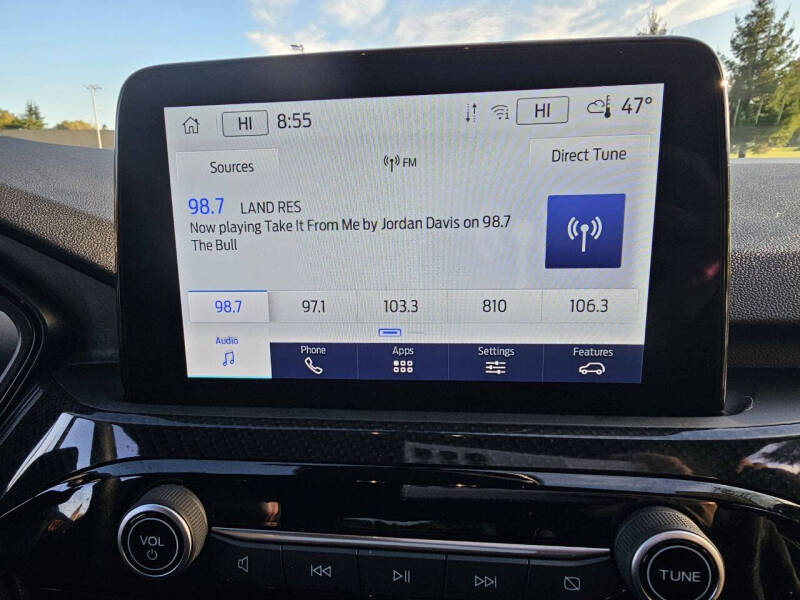 HI 8:55 HI 47°
Sources FM Direct Tune
98.7 LAND RES
Now playing Take It From Me by Jordan Davis on 98.7
The Bull
98.7 97.1 103.3 810 106.3
Audio Phone Apps Settings Features
VOL TUNE